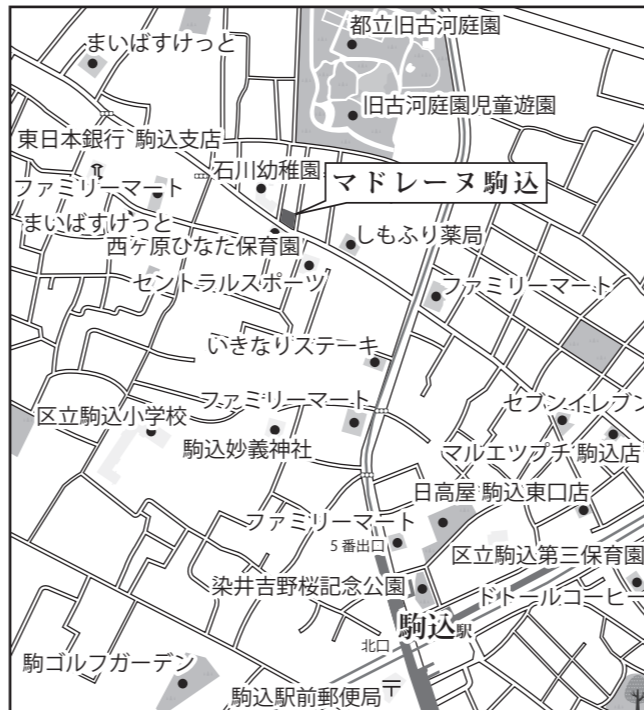 都立旧古河庭園
まいばすけっと
旧古河庭園児童遊園
東日本銀行 駒込支店
石川幼稚園
マドレーヌ駒込
ファミリーマート
まいばすけっと
西ヶ原ひなた保育園
しもふり薬局
セントラルスポーツ
ファミリーマート
いきなりステーキ
ファミリーマート
セブンイレブン
区立駒込小学校
駒込妙義神社
マルエツプチ 駒込店
日高屋 駒込東口店
ファミリーマート
5番出口
区立駒込第三保育園
染井吉野桜記念公園
ドトールコーヒー
駒込駅
北口
駒ゴルフガーデン
駒込駅前郵便局